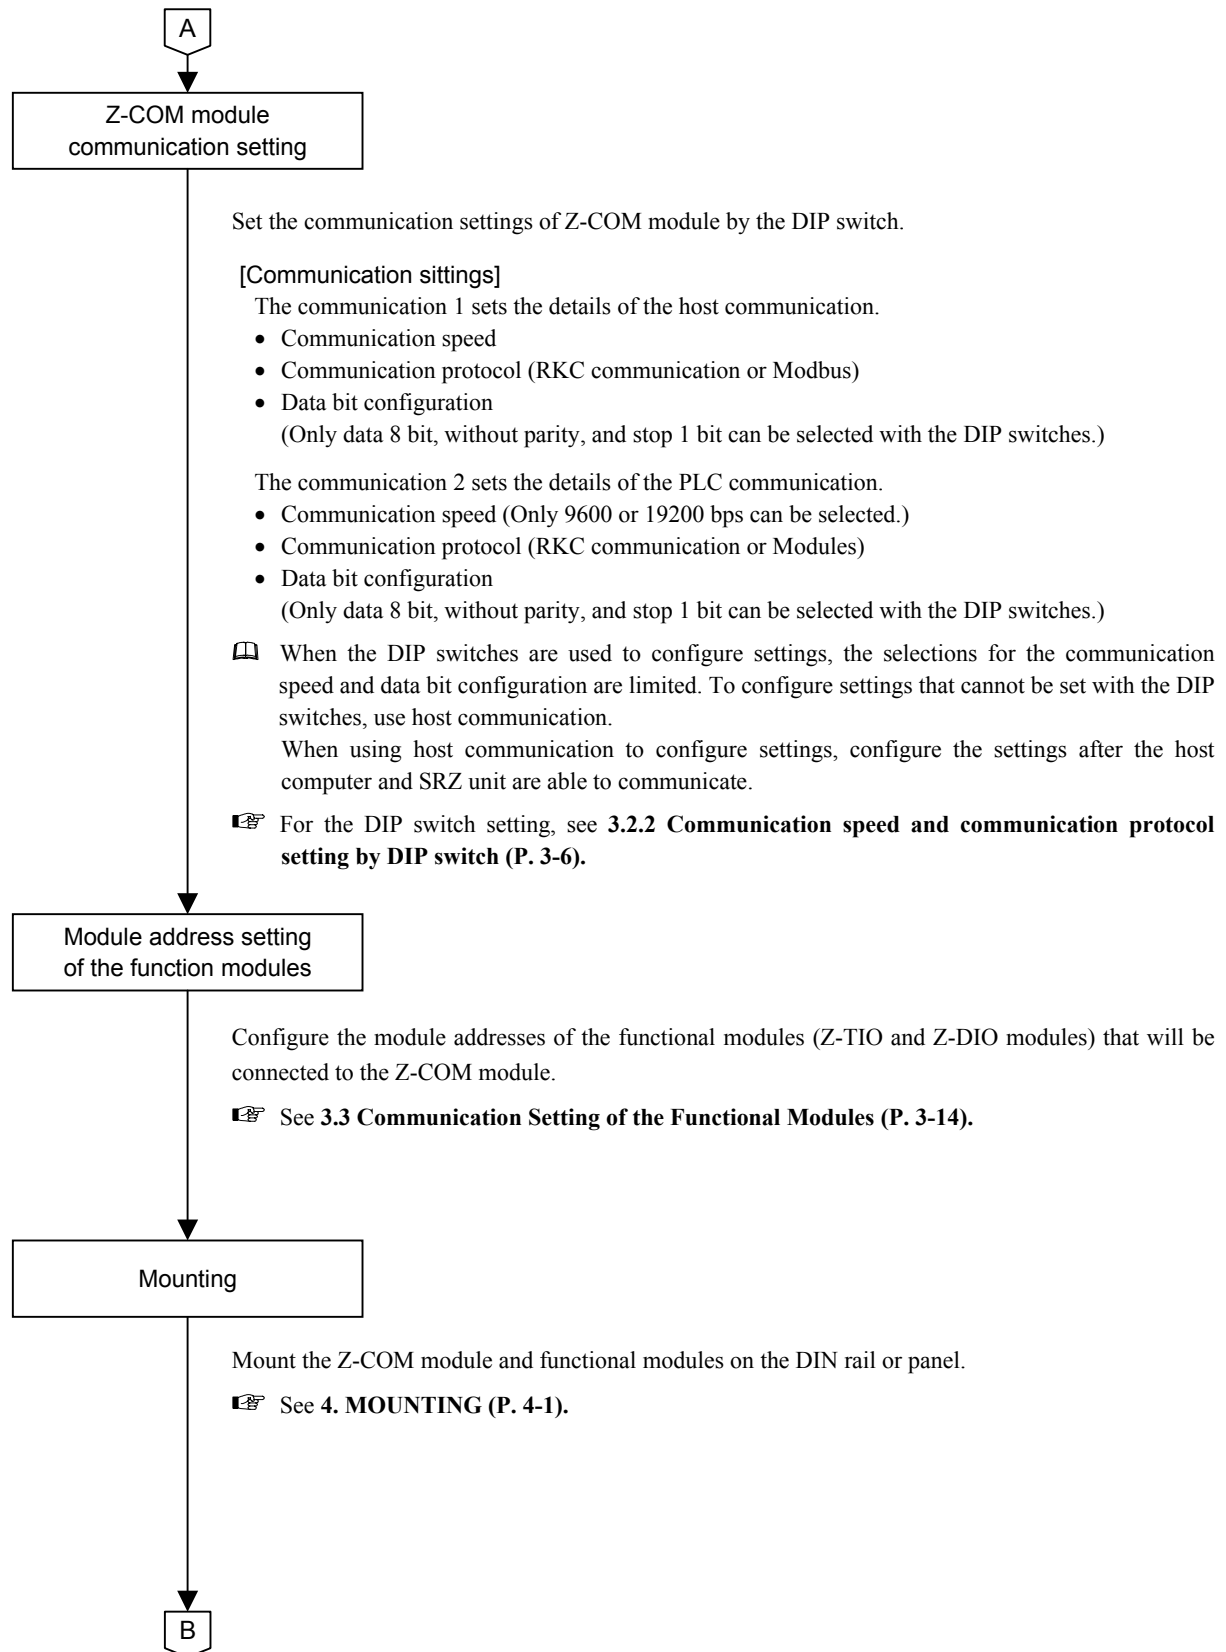 A
Z-COM module
communication setting
Set the communication settings of Z-COM module by the DIP switch.
[Communication sittings]
The communication 1 sets the details of the host communication.
• Communication speed
• Communication protocol (RKC communication or Modbus)
• Data bit configuration
(Only data 8 bit, without parity, and stop 1 bit can be selected with the DIP switches.)
The communication 2 sets the details of the PLC communication.
• Communication speed (Only 9600 or 19200 bps can be selected.)
• Communication protocol (RKC communication or Modules)
• Data bit configuration
(Only data 8 bit, without parity, and stop 1 bit can be selected with the DIP switches.)
When the DIP switches are used to configure settings, the selections for the communication
speed and data bit configuration are limited. To configure settings that cannot be set with the DIP
switches, use host communication.
When using host communication to configure settings, configure the settings after the host
computer and SRZ unit are able to communicate.
For the DIP switch setting, see 3.2.2 Communication speed and communication protocol
setting by DIP switch (P. 3-6).
Module address setting
of the function modules
Configure the module addresses of the functional modules (Z-TIO and Z-DIO modules) that will be
connected to the Z-COM module.
See 3.3 Communication Setting of the Functional Modules (P. 3-14).
Mounting
Mount the Z-COM module and functional modules on the DIN rail or panel.
See 4. MOUNTING (P. 4-1).
B